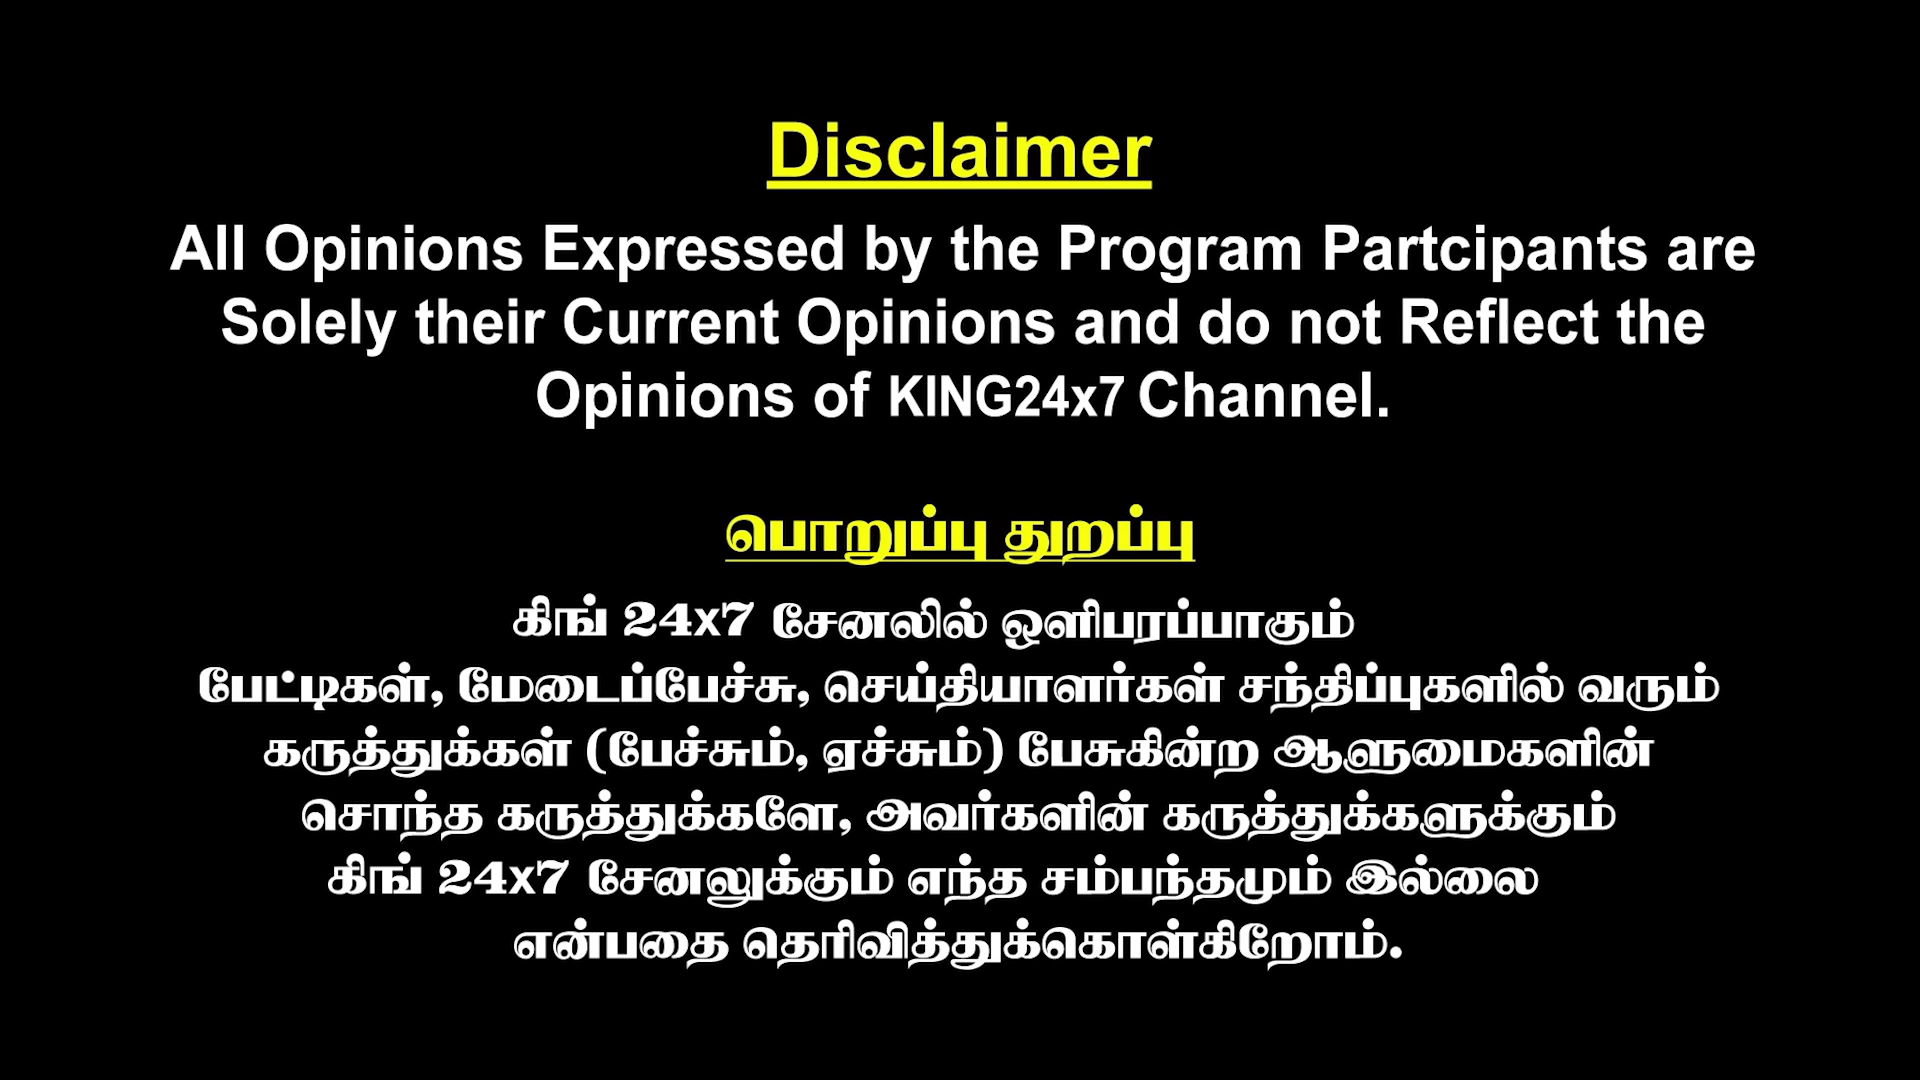 Disclaimer
All Opinions Expressed by the Program Partcipants are
Solely their Current Opinions and do not Reflect the
Opinions of KING24x7 Channel.
பொறுப்பு துறப்பு
கிங் 24x7 சேனலில் ஒளிபரப்பாகும்
பேட்டிகள், மேடைப்பேச்சு, செய்தியாளர்கள் சந்திப்புகளில் வரும்
கருத்துக்கள் (பேச்சும், ஏச்சும்) பேசுகின்ற ஆளுமைகளின்
சொந்த கருத்துக்களே, அவர்களின் கருத்துக்களுக்கும்
கிங் 24x7 சேனலுக்கும் எந்த சம்பந்தமும் இல்லை
என்பதை தெரிவித்துக்கொள்கிறோம்.